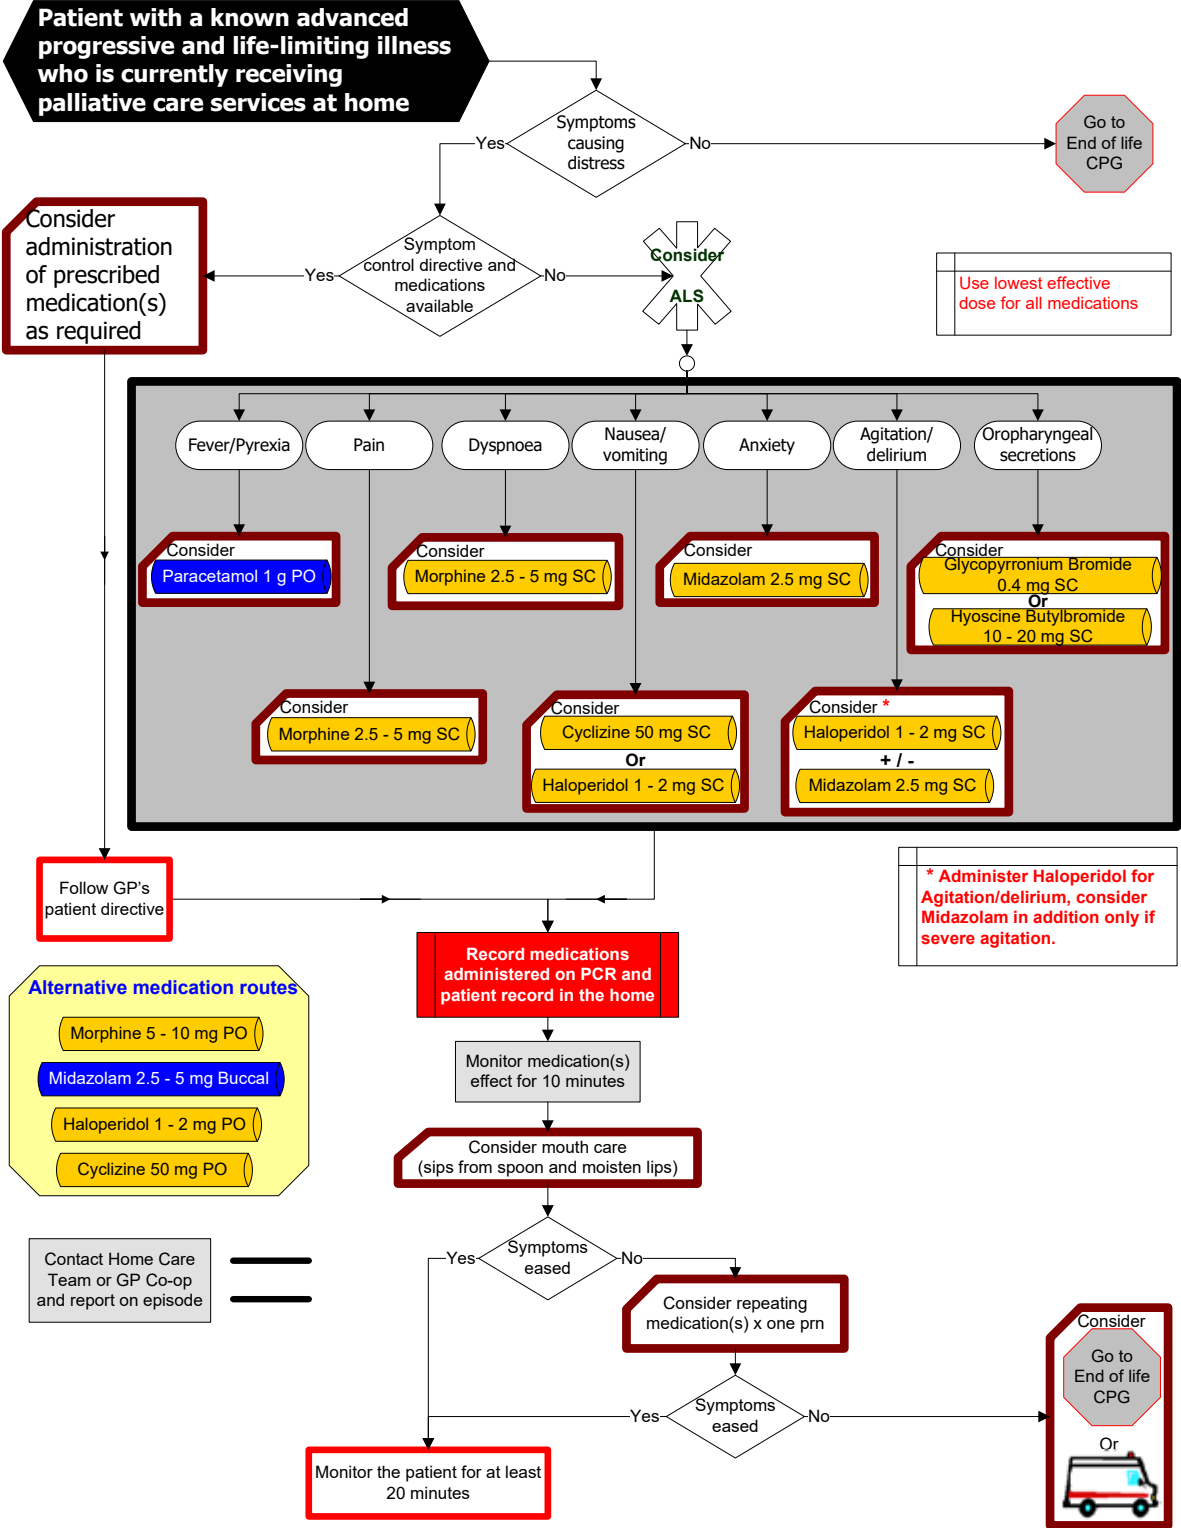 Patient with a known advanced
progressive and life-limiting illness
who is currently receiving
palliative care services at home
Symptoms
causing
distress
Yes
No
Go to
End of life
CPG
Consider
administration
of prescribed
medication(s)
as required
Yes
Symptom
control directive and
medications
available
No
Consider
ALS
Use lowest effective
dose for all medications
Fever/Pyrexia
Pain
Dyspnoea
Nausea/
vomiting
Anxiety
Agitation/
delirium
Oropharyngeal
secretions
Consider
Paracetamol 1 g PO
Consider
Morphine 2.5 - 5 mg SC
Consider
Midazolam 2.5 mg SC
Consider
Glycopyrronium Bromide
0.4 mg SC
Or
Hyoscine Butylbromide
10 - 20 mg SC
Consider
Morphine 2.5 - 5 mg SC
Consider
Cyclizine 50 mg SC
Or
Haloperidol 1 - 2 mg SC
Consider *
Haloperidol 1 - 2 mg SC
+ / -
Midazolam 2.5 mg SC
Follow GP's
patient directive
* Administer Haloperidol for
Agitation/delirium, consider
Midazolam in addition only if
severe agitation.
Record medications
administered on PCR and
patient record in the home
Alternative medication routes
Morphine 5 - 10 mg PO
Midazolam 2.5 - 5 mg Buccal
Haloperidol 1 - 2 mg PO
Cyclizine 50 mg PO
Monitor medication(s)
effect for 10 minutes
Consider mouth care
(sips from spoon and moisten lips)
Contact Home Care
Team or GP Co-op
and report on episode
Yes
Symptoms
eased
No
Consider repeating
medication(s) x one prn
Yes
Symptoms
eased
No
Consider
Go to
End of life
CPG
Or
Monitor the patient for at least
20 minutes